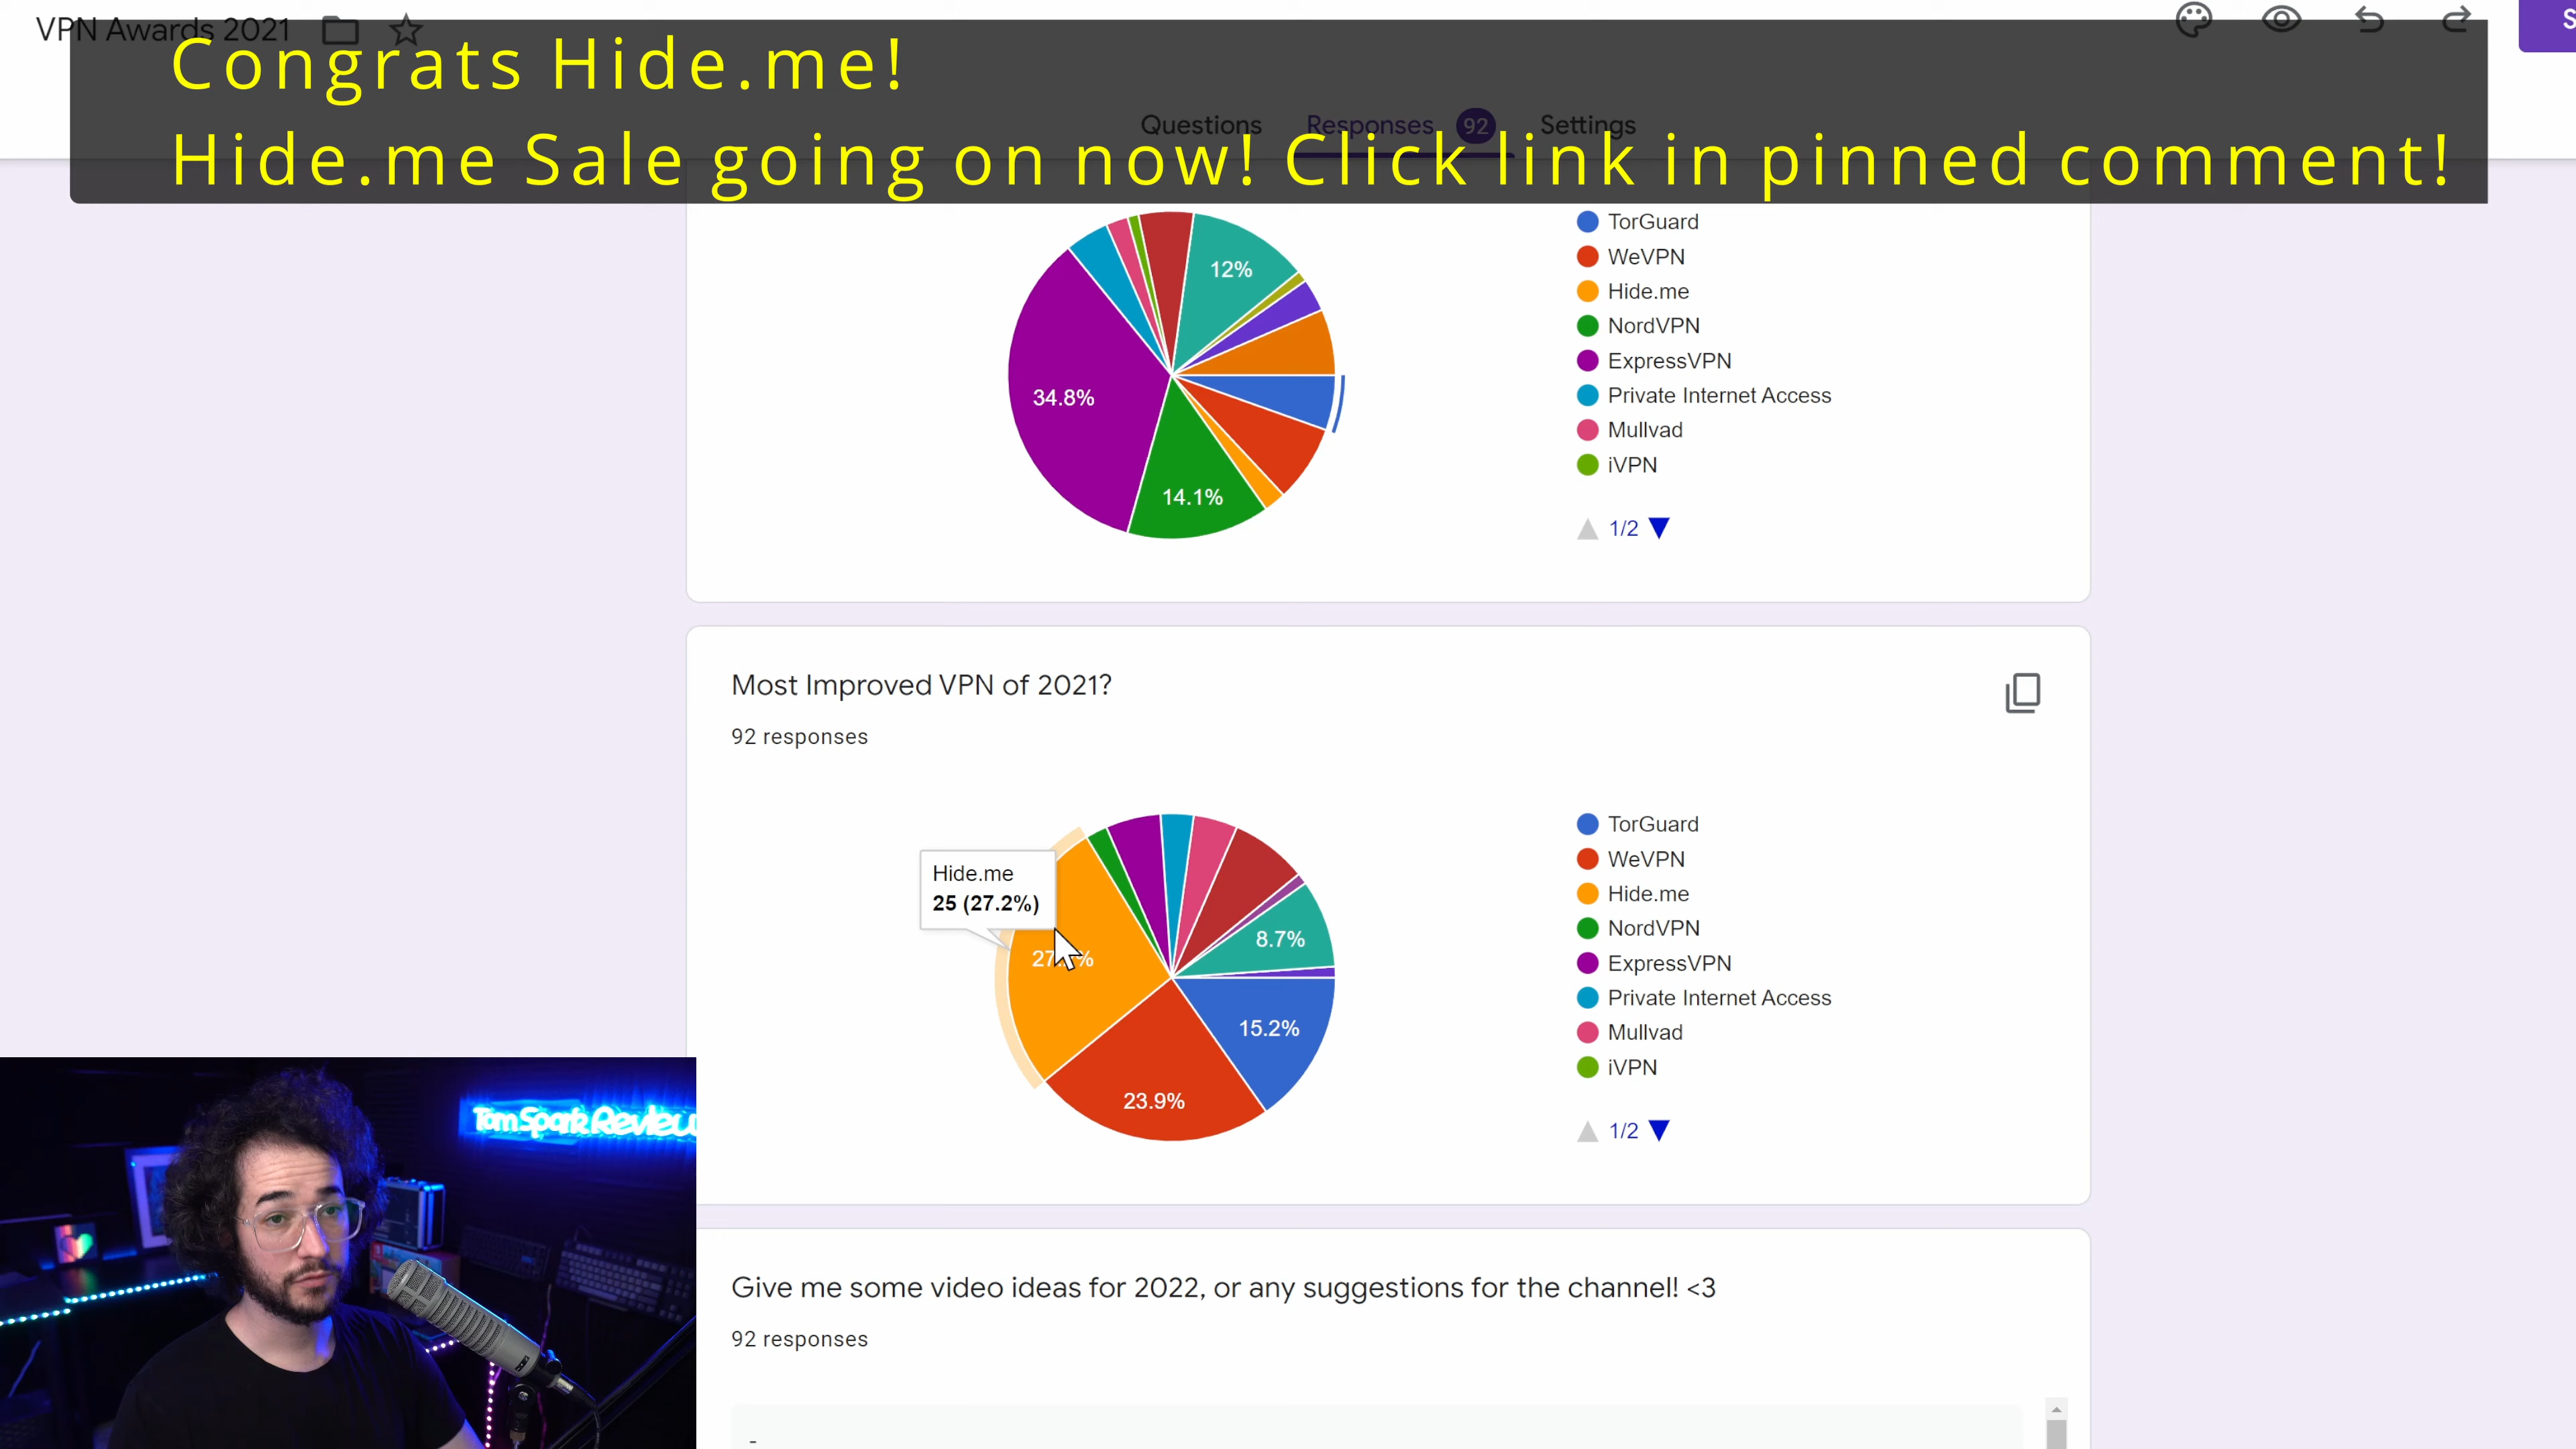 VPN Awards 2021
Congrats Hide.me!
Questions Responses 92 Settings
Hide.me Sale going on now! Click link in pinned comment!
12%
34.8%
14.1%
TorGuard
WeVPN
Hide.me
NordVPN
ExpressVPN
Private Internet Access
Mullvad
iVPN
1/2
Most Improved VPN of 2021?
92 responses
Hide.me
25 (27.2%)
8.7%
15.2%
23.9%
TorGuard
WeVPN
Hide.me
NordVPN
ExpressVPN
Private Internet Access
Mullvad
iVPN
1/2
Tom Spark Review
Give me some video ideas for 2022, or any suggestions for the channel! <3
92 responses
-